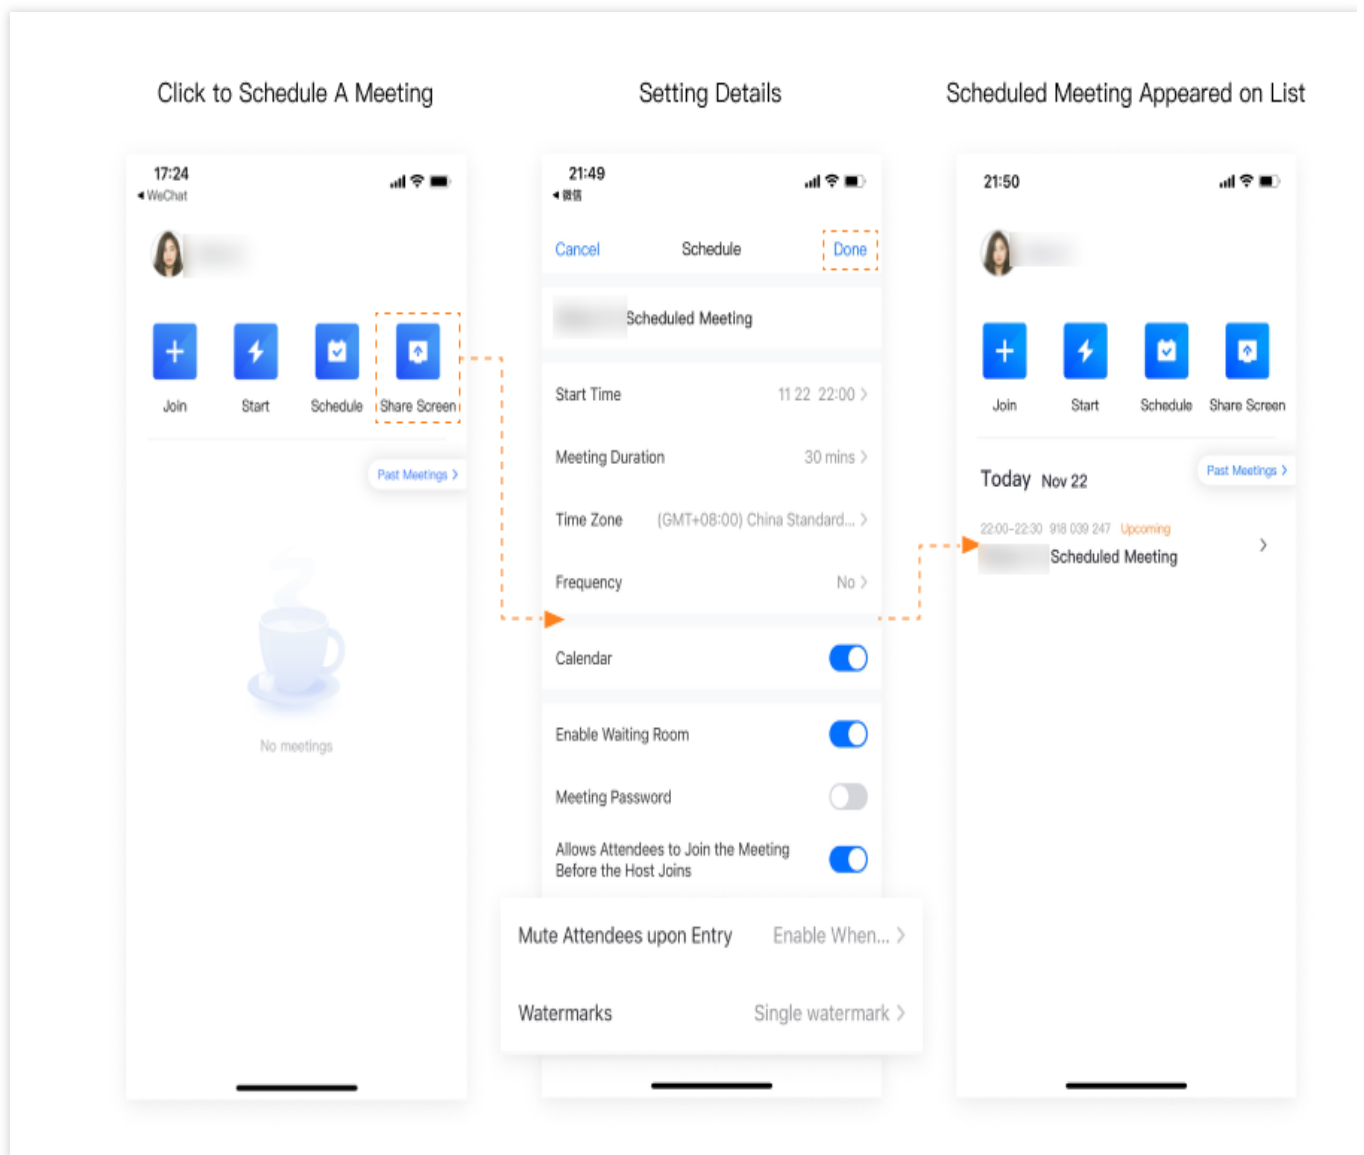 Click to Schedule A Meeting
17:24
WeChat
Join
Start
Schedule
Share Screen
Past Meetings
No meetings
Setting Details
21:49
微信
Cancel
Schedule
Done
Scheduled Meeting
Start Time 11 22 22:00
Meeting Duration 30 mins
Time Zone (GMT+08:00) China Standard...
Frequency No
Calendar
Enable Waiting Room
Meeting Password
Allows Attendees to Join the Meeting
Before the Host Joins
Mute Attendees upon Entry Enable When...
Watermarks Single watermark
Scheduled Meeting Appeared on List
21:50
Join
Start
Schedule
Share Screen
Today Nov 22
Past Meetings
22:00-22:30 918 039 247 Upcoming
Scheduled Meeting